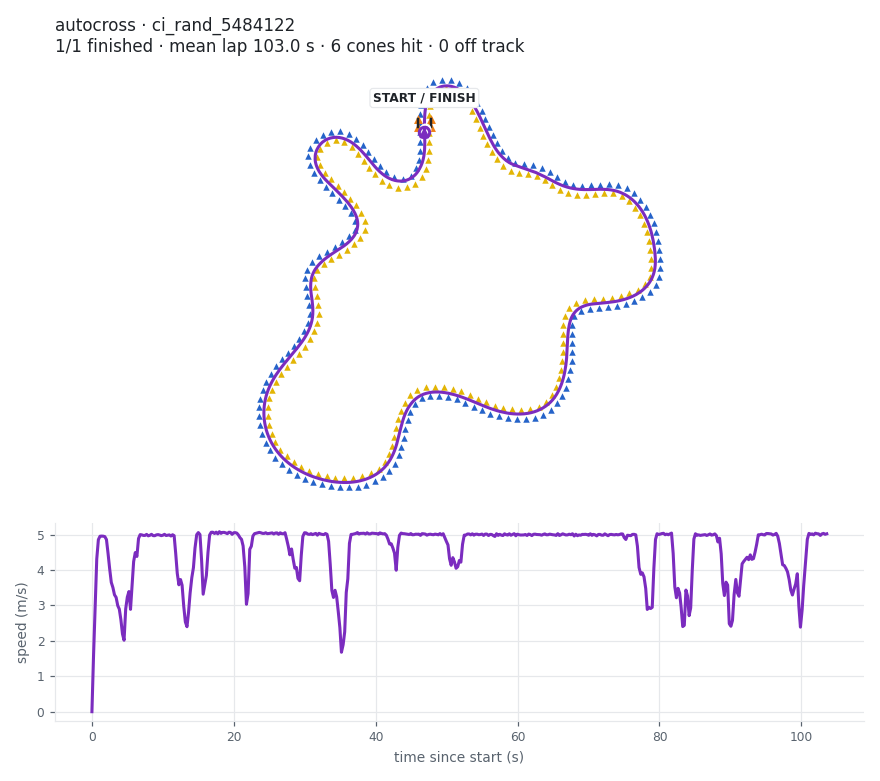 autocross · ci_rand_5484122
1/1 finished · mean lap 103.0 s · 6 cones hit · 0 off track
START / FINISH
5
4
3
2
1
0
speed (m/s)
0 20 40 60 80 100
time since start (s)